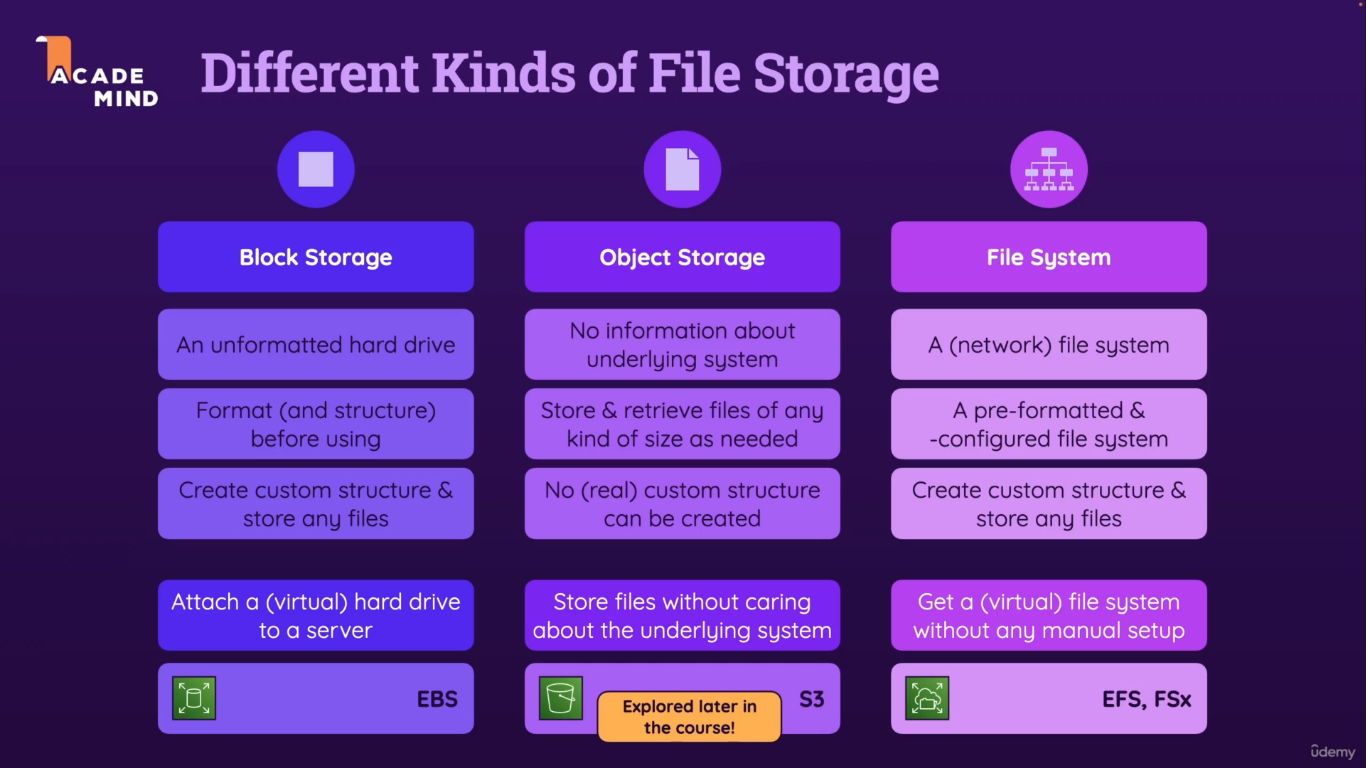 ACADE
MIND
Different Kinds of File Storage
Block Storage
An unformatted hard drive
Format (and structure)
before using
Create custom structure &
store any files
Attach a (virtual) hard drive
to a server
EBS
Object Storage
No information about
underlying system
Store & retrieve files of any
kind of size as needed
No (real) custom structure
can be created
Store files without caring
about the underlying system
S3
Explored later in
the course!
File System
A (network) file system
A pre-formatted &
-configured file system
Create custom structure &
store any files
Get a (virtual) file system
without any manual setup
EFS, FSx
ûdemy